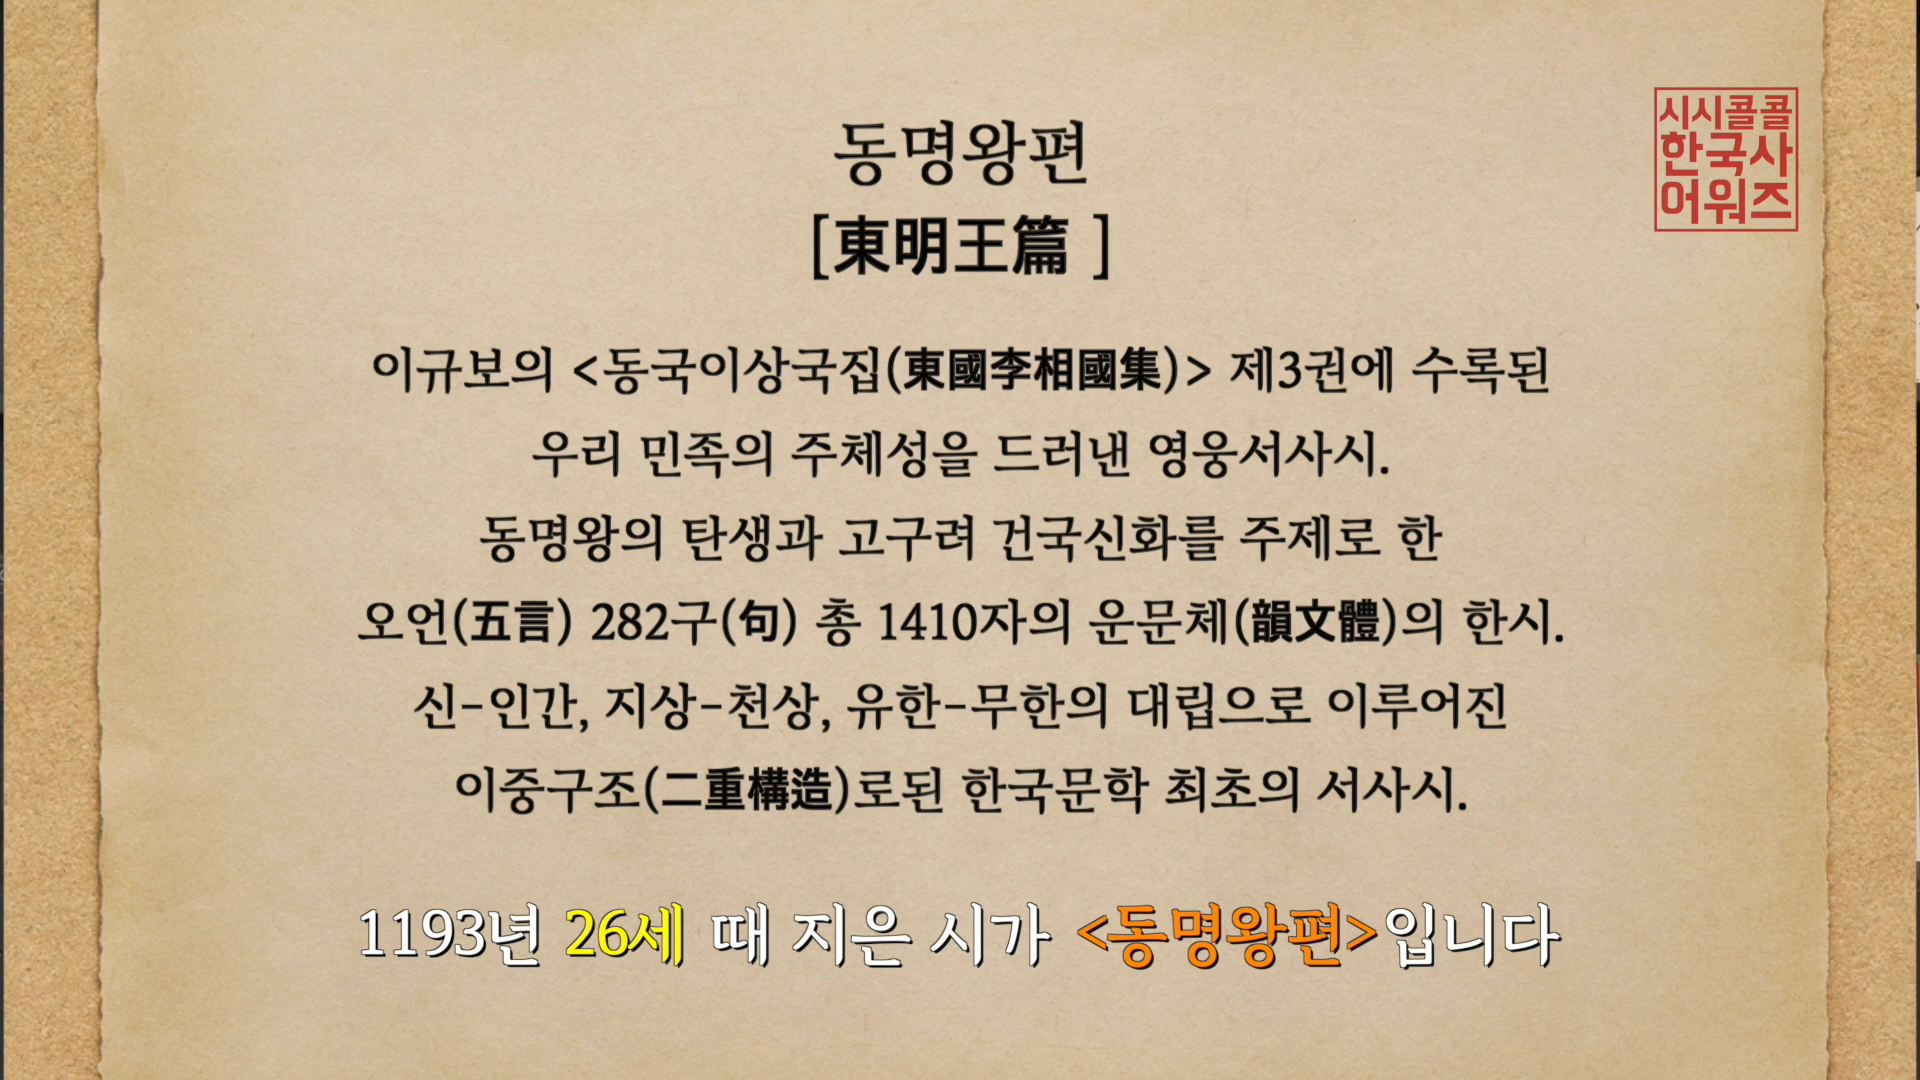 시시콜콜
한국사
어워즈
동명왕편
[東明王篇 ]
이규보의 <동국이상국집(東國李相國集)> 제3권에 수록된
우리 민족의 주체성을 드러낸 영웅서사시.
동명왕의 탄생과 고구려 건국신화를 주제로 한
오언(五言) 282구(句) 총 1410자의 운문체(韻文體)의 한시.
신-인간, 지상-천상, 유한-무한의 대립으로 이루어진
이중구조(二重構造)로된 한국문학 최초의 서사시.
1193년 26세 때 지은 시가 <동명왕편>입니다